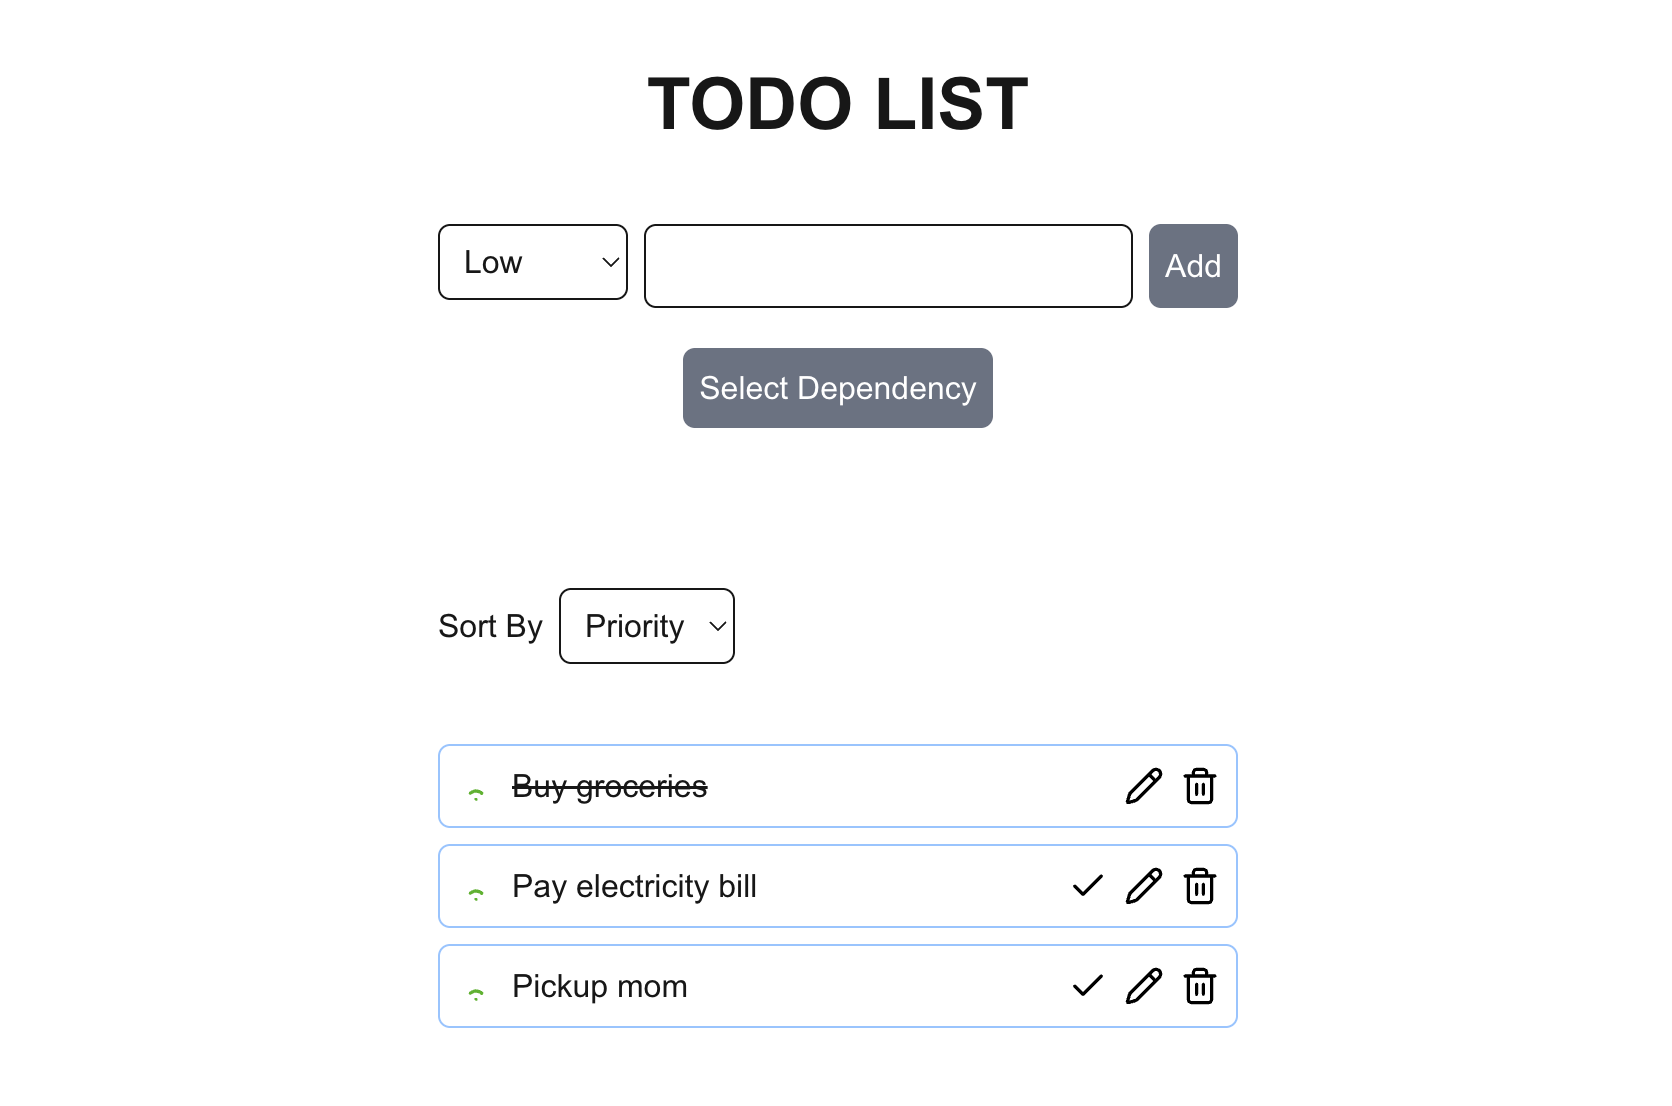 TODO LIST
Low
Add
Select Dependency
Sort By Priority
Buy groceries
Pay electricity bill
Pickup mom